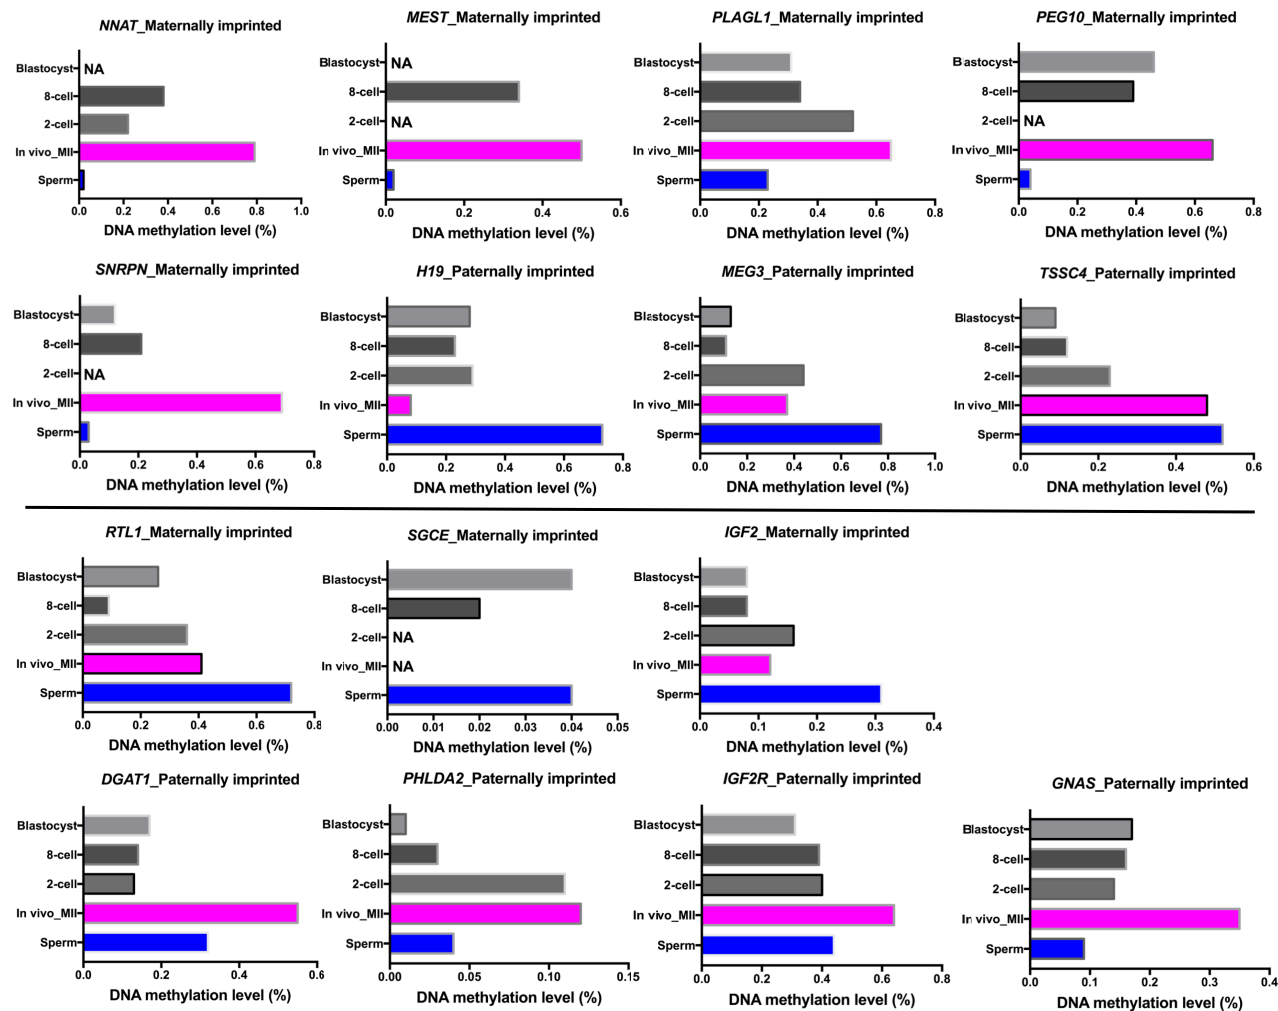 NNAT_Maternally imprinted
Blastocyst NA
8-cell
2-cell
In vivo_MII
Sperm
0.0 0.2 0.4 0.6 0.8 1.0
DNA methylation level (%)
MEST_Maternally imprinted
Blastocyst NA
8-cell
2-cell NA
In vivo_MII
Sperm
0.0 0.2 0.4 0.6
DNA methylation level (%)
PLAGL1_Maternally imprinted
Blastocyst
8-cell
2-cell
In vivo_MII
Sperm
0.0 0.2 0.4 0.6 0.8
DNA methylation level (%)
PEG10_Maternally imprinted
Blastocyst
8-cell
2-cell NA
In vivo_MII
Sperm
0.0 0.2 0.4 0.6 0.8
DNA methylation level (%)
SNRPN_Maternally imprinted
Blastocyst
8-cell
2-cell NA
In vivo_MII
Sperm
0.0 0.2 0.4 0.6 0.8
DNA methylation level (%)
H19_Paternally imprinted
Blastocyst
8-cell
2-cell
In vivo_MII
Sperm
0.0 0.2 0.4 0.6 0.8
DNA methylation level (%)
MEG3_Paternally imprinted
Blastocyst
8-cell
2-cell
In vivo_MII
Sperm
0.0 0.2 0.4 0.6 0.8 1.0
DNA methylation level (%)
TSSC4_Paternally imprinted
Blastocyst
8-cell
2-cell
In vivo_MII
Sperm
0.0 0.2 0.4 0.6
DNA methylation level (%)
RTL1_Maternally imprinted
Blastocyst
8-cell
2-cell
In vivo_MII
Sperm
0.0 0.2 0.4 0.6 0.8
DNA methylation level (%)
SGCE_Maternally imprinted
Blastocyst
8-cell
2-cell NA
In vivo_MII NA
Sperm
0.00 0.01 0.02 0.03 0.04 0.05
DNA methylation level (%)
IGF2_Maternally imprinted
Blastocyst
8-cell
2-cell
In vivo_MII
Sperm
0.0 0.1 0.2 0.3 0.4
DNA methylation level (%)
DGAT1_Paternally imprinted
Blastocyst
8-cell
2-cell
In vivo_MII
Sperm
0.0 0.2 0.4 0.6
DNA methylation level (%)
PHLDA2_Paternally imprinted
Blastocyst
8-cell
2-cell
In vivo_MII
Sperm
0.00 0.05 0.10 0.15
DNA methylation level (%)
IGF2R_Paternally imprinted
Blastocyst
8-cell
2-cell
In vivo_MII
Sperm
0.0 0.2 0.4 0.6 0.8
DNA methylation level (%)
GNAS_Paternally imprinted
Blastocyst
8-cell
2-cell
In vivo_MII
Sperm
0.0 0.1 0.2 0.3 0.4
DNA methylation level (%)